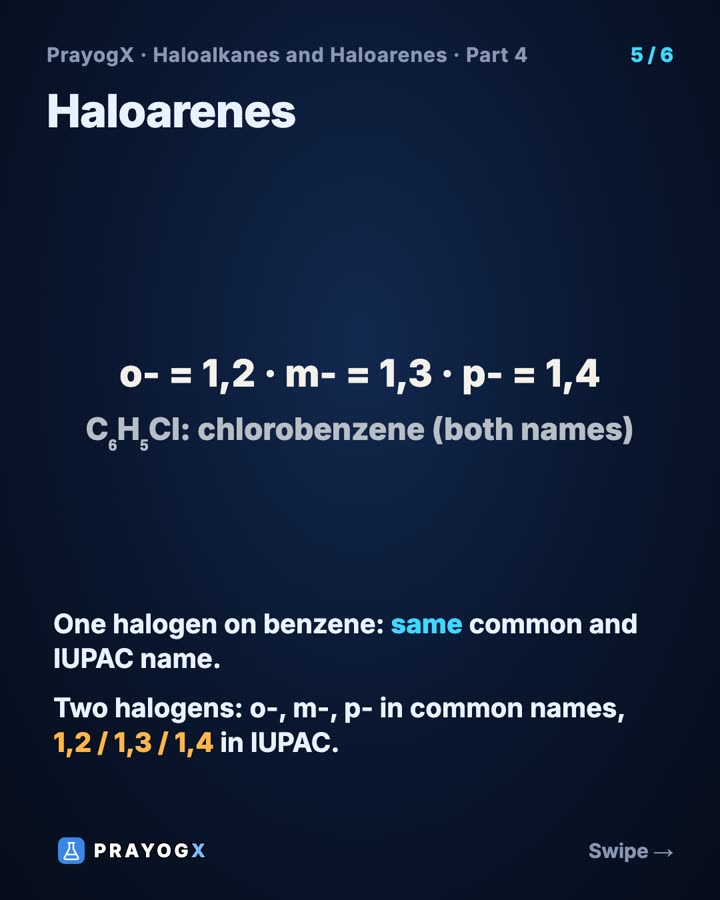 PrayogX · Haloalkanes and Haloarenes · Part 4
5 / 6
Haloarenes
o- = 1,2 · m- = 1,3 · p- = 1,4
C₆H₅Cl: chlorobenzene (both names)
One halogen on benzene: same common and
IUPAC name.
Two halogens: o-, m-, p- in common names,
1,2 / 1,3 / 1,4 in IUPAC.
PRAYOGX
Swipe →